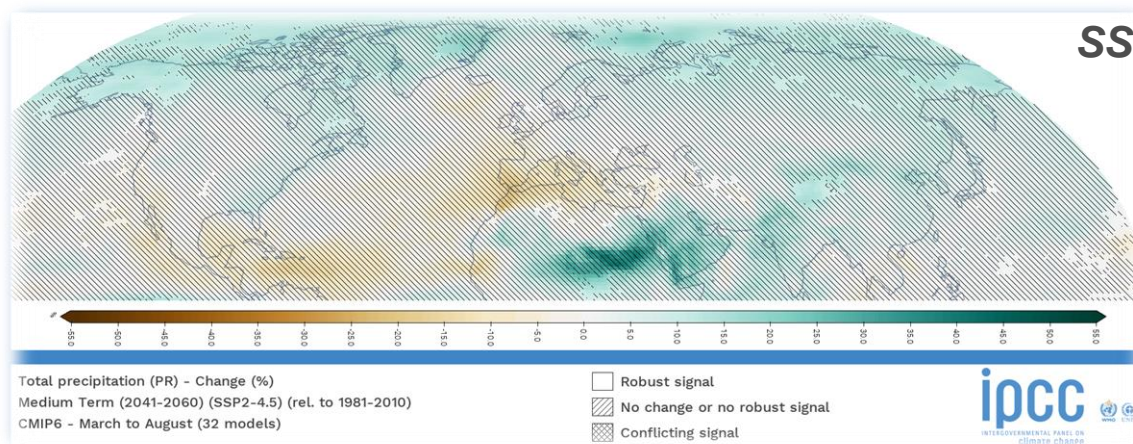 SS
%
-55.0 -50.0 -45.0 -40.0 -35.0 -30.0 -25.0 -20.0 -15.0 -10.0 -5.0 0.0 5.0 10.0 15.0 20.0 25.0 30.0 35.0 40.0 45.0 50.0 55.0
Total precipitation (PR) - Change (%)
Medium Term (2041-2060) (SSP2-4.5) (rel. to 1981-2010)
CMIP6 - March to August (32 models)
Robust signal
No change or no robust signal
Conflicting signal
ipcc
INTERGOVERNMENTAL PANEL ON
climate change
WMO